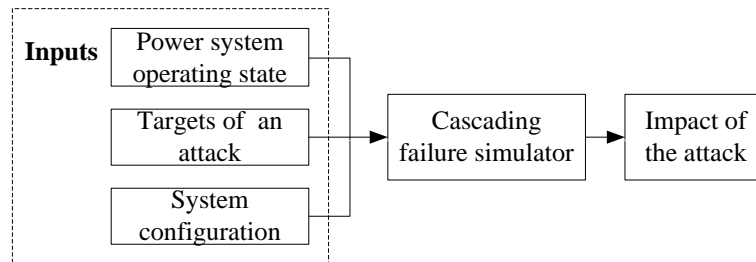 Inputs
Power system
operating state
Targets of an
attack
System
configuration
Cascading
failure simulator
Impact of
the attack